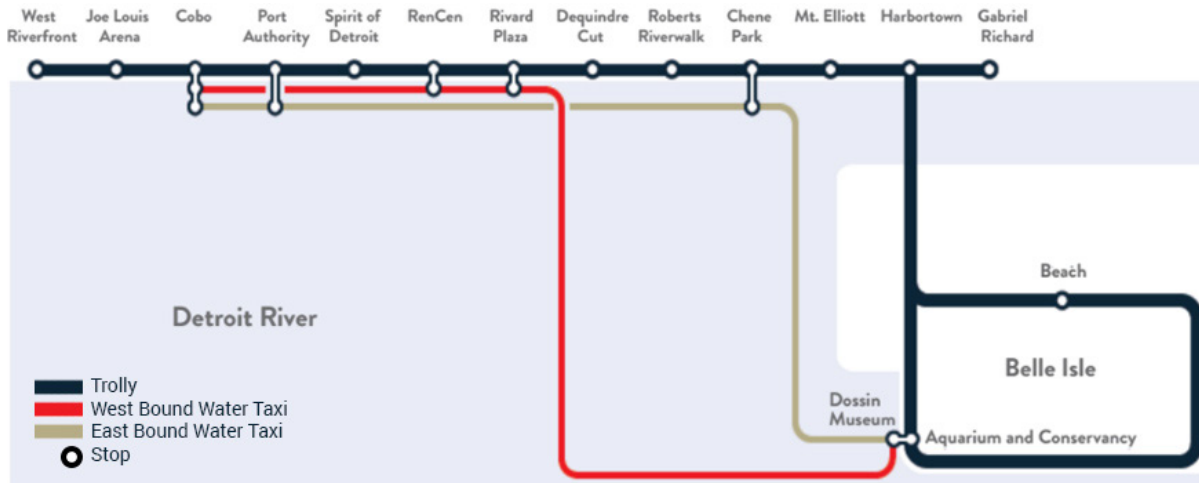 West
Riverfront
Joe Louis
Arena
Cobo
Port
Authority
Spirit of
Detroit
RenCen
Rivard
Plaza
Dequindre
Cut
Roberts
Riverwalk
Chene
Park
Mt. Elliott
Harbortown
Gabriel
Richard
Beach
Detroit River
Belle Isle
Trolly
West Bound Water Taxi
East Bound Water Taxi
Stop
Dossin
Museum
Aquarium and Conservancy